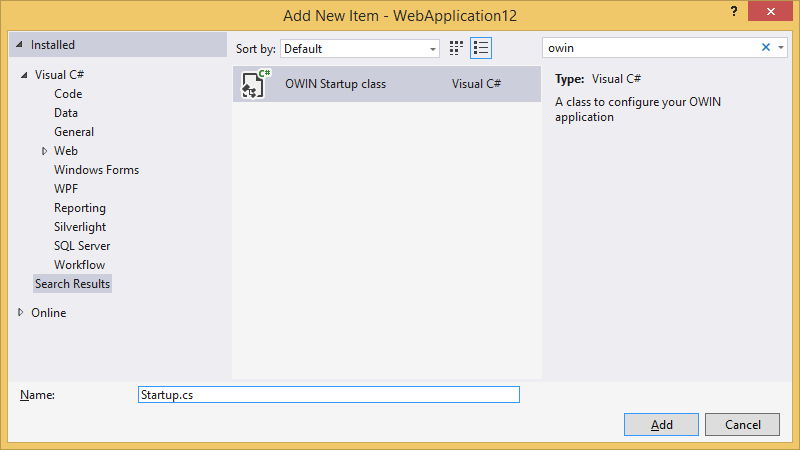 Add New Item - WebApplication12
?
Installed
Sort by: Default
owin
Visual C#
Code
Data
General
Web
Windows Forms
WPF
Reporting
Silverlight
SQL Server
Workflow
Search Results
Online
C#
OWIN Startup class Visual C#
Type: Visual C#
A class to configure your OWIN
application
Name: Startup.cs
Add Cancel